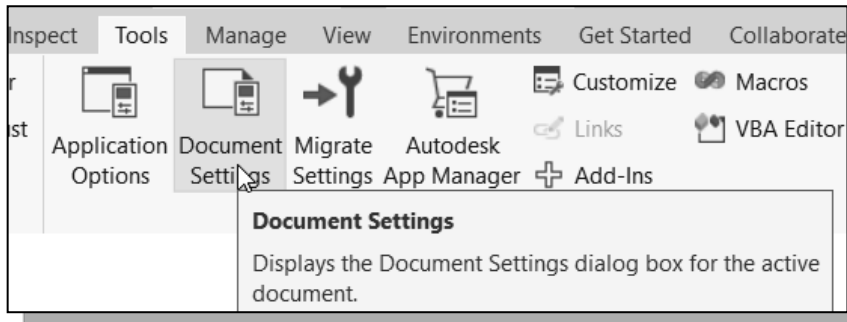 Inspect Tools Manage View Environments Get Started Collaborate
r
ist
Application Options
Document Settings
Migrate Settings
Autodesk App Manager
Customize
Links
Add-Ins
Macros
VBA Editor
Document Settings
Displays the Document Settings dialog box for the active
document.